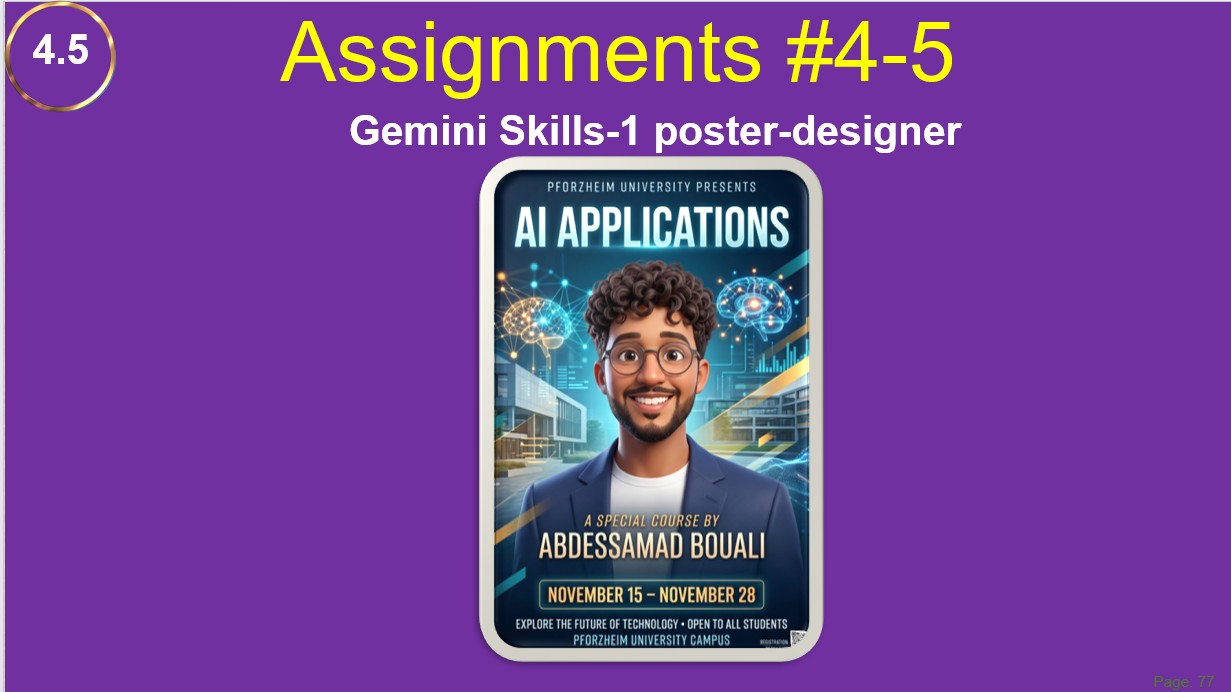 4.5
Assignments #4-5
Gemini Skills-1 poster-designer
PFORZHEIM UNIVERSITY PRESENTS
AI APPLICATIONS
A SPECIAL COURSE BY
ABDESSAMAD BOUALI
NOVEMBER 15 – NOVEMBER 28
EXPLORE THE FUTURE OF TECHNOLOGY • OPEN TO ALL STUDENTS
PFORZHEIM UNIVERSITY CAMPUS
REGISTRATION
Page: 77